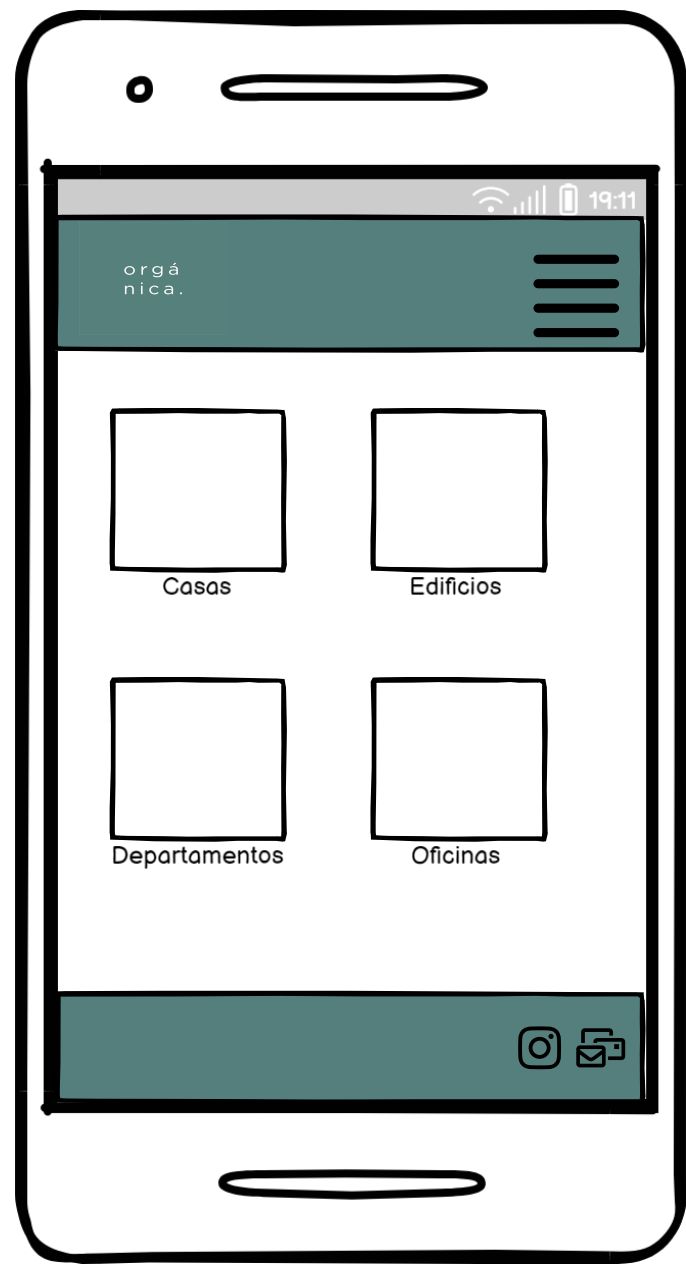 19:11
orgá
nica.
Casas
Edificios
Departamentos
Oficinas